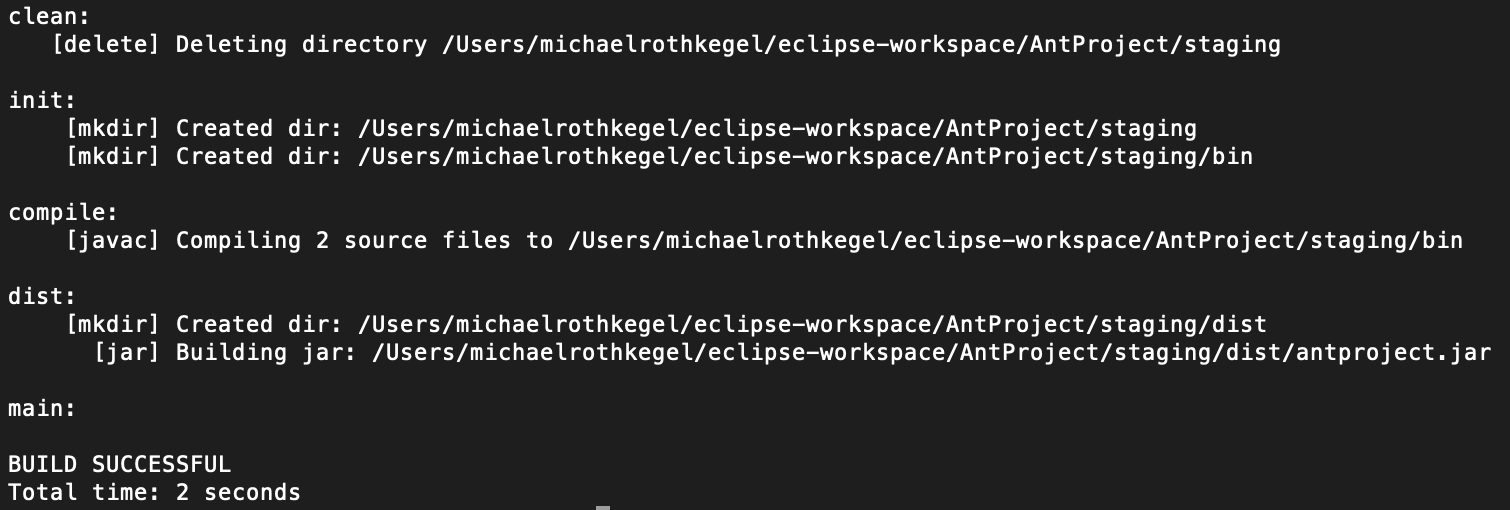 clean:
   [delete] Deleting directory /Users/michaelrothkegel/eclipse-workspace/AntProject/staging

init:
    [mkdir] Created dir: /Users/michaelrothkegel/eclipse-workspace/AntProject/staging
    [mkdir] Created dir: /Users/michaelrothkegel/eclipse-workspace/AntProject/staging/bin

compile:
    [javac] Compiling 2 source files to /Users/michaelrothkegel/eclipse-workspace/AntProject/staging/bin

dist:
    [mkdir] Created dir: /Users/michaelrothkegel/eclipse-workspace/AntProject/staging/dist
      [jar] Building jar: /Users/michaelrothkegel/eclipse-workspace/AntProject/staging/dist/antproject.jar

main:

BUILD SUCCESSFUL
Total time: 2 seconds